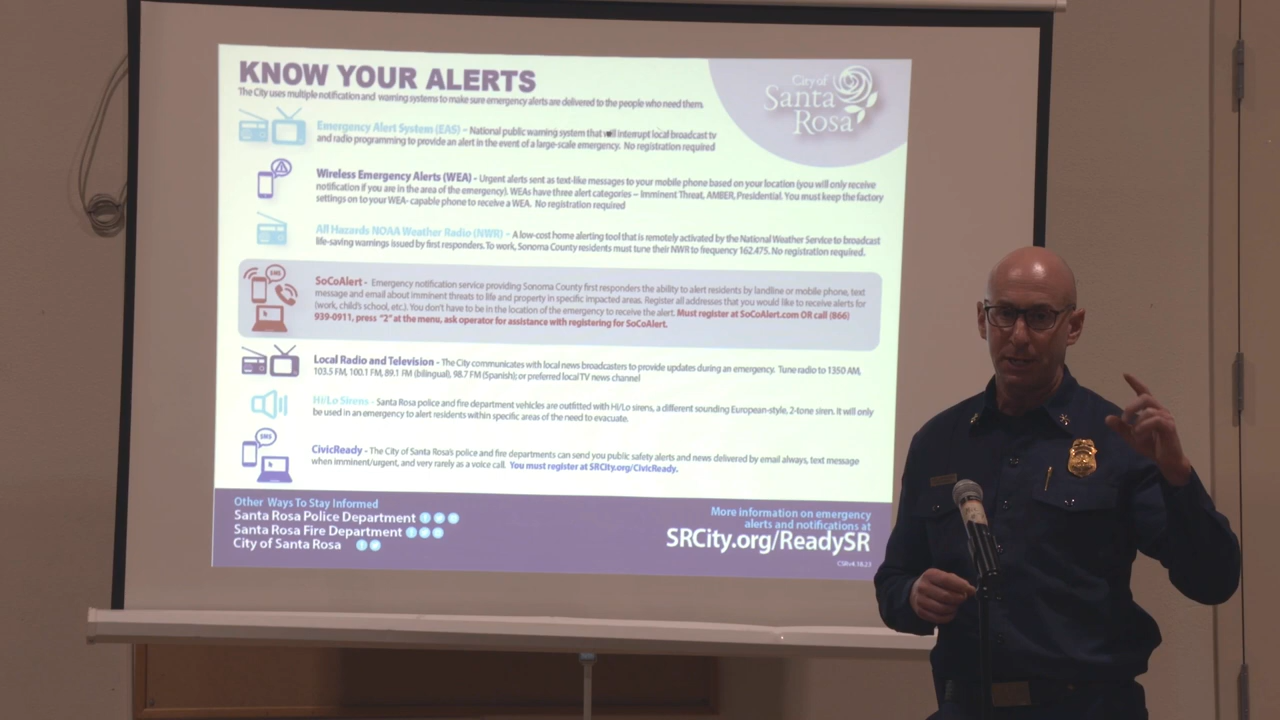 KNOW YOUR ALERTS
The City uses multiple notification and warning systems to make sure emergency alerts are delivered to the people who need them.
City of
Santa
Rosa
Emergency Alert System (EAS) - National public warning system that will interrupt local broadcast tv
and radio programming to provide an alert in the event of a large-scale emergency. No registration required
Wireless Emergency Alerts (WEA) - Urgent alerts sent as text-like messages to your mobile phone based on your location (you will only receive
notification if you are in the area of the emergency). WEAs have three alert categories – Imminent Threat, AMBER, Presidential. You must keep the factory
settings on to your WEA- capable phone to receive a WEA. No registration required
All Hazards NOAA Weather Radio (NWR) - A low-cost home alerting tool that is remotely activated by the National Weather Service to broadcast
life-saving warnings issued by first responders. To work, Sonoma County residents must tune their NWR to frequency 162.475. No registration required.
SMS
SoCoAlert - Emergency notification service providing Sonoma County first responders the ability to alert residents by landline or mobile phone, text
message and email about imminent threats to life and property in specific impacted areas. Register all addresses that you would like to receive alerts for
(work, child's school, etc.). You don't have to be in the location of the emergency to receive the alert. Must register at SoCoAlert.com OR call (866)
939-0911, press "2" at the menu, ask operator for assistance with registering for SoCoAlert.
Local Radio and Television - The City communicates with local news broadcasters to provide updates during an emergency. Tune radio to 1350 AM,
103.5 FM, 100.1 FM, 89.1 FM (bilingual), 98.7 FM (Spanish); or preferred local TV news channel
Hi/Lo Sirens - Santa Rosa police and fire department vehicles are outfitted with Hi/Lo sirens, a different sounding European-style, 2-tone siren. It will only
be used in an emergency to alert residents within specific areas of the need to evacuate.
SMS
CivicReady - The City of Santa Rosa's police and fire departments can send you public safety alerts and news delivered by email always, text message
when imminent/urgent, and very rarely as a voice call. You must register at SRCity.org/CivicReady.
Other Ways To Stay Informed
Santa Rosa Police Department
Santa Rosa Fire Department
City of Santa Rosa
More information on emergency
alerts and notifications at
SRCity.org/ReadySR
CSRv4.18.23